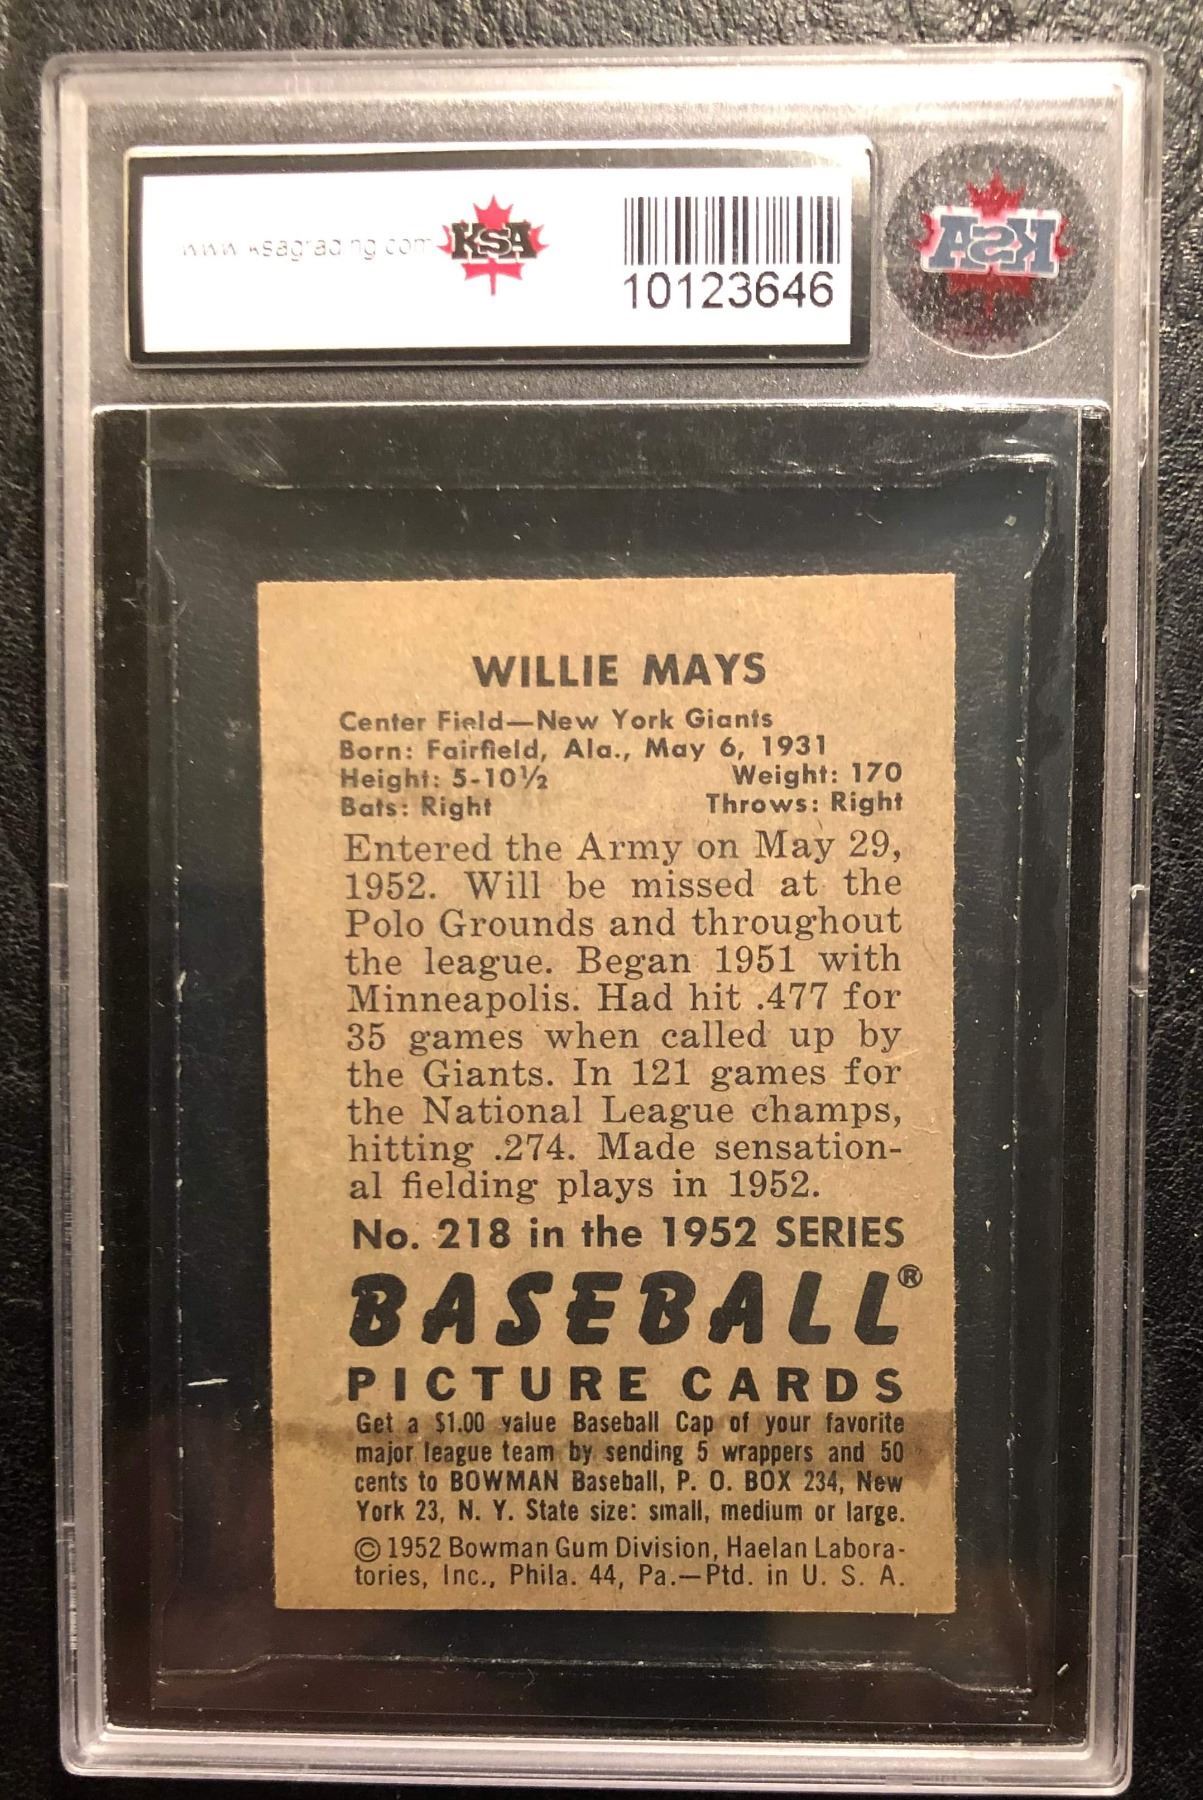 www.ksagrading.com
KSA
10123646
KSA
WILLIE MAYS
Center Field—New York Giants
Born: Fairfield, Ala., May 6, 1931
Height: 5-10½ Weight: 170
Bats: Right Throws: Right
Entered the Army on May 29,
1952. Will be missed at the
Polo Grounds and throughout
the league. Began 1951 with
Minneapolis. Had hit .477 for
35 games when called up by
the Giants. In 121 games for
the National League champs,
hitting .274. Made sensation-
al fielding plays in 1952.
No. 218 in the 1952 SERIES
BASEBALL®
PICTURE CARDS
Get a $1.00 value Baseball Cap of your favorite
major league team by sending 5 wrappers and 50
cents to BOWMAN Baseball, P. O. BOX 234, New
York 23, N. Y. State size: small, medium or large.
© 1952 Bowman Gum Division, Haelan Labora-
tories, Inc., Phila. 44, Pa.—Ptd. in U. S. A.